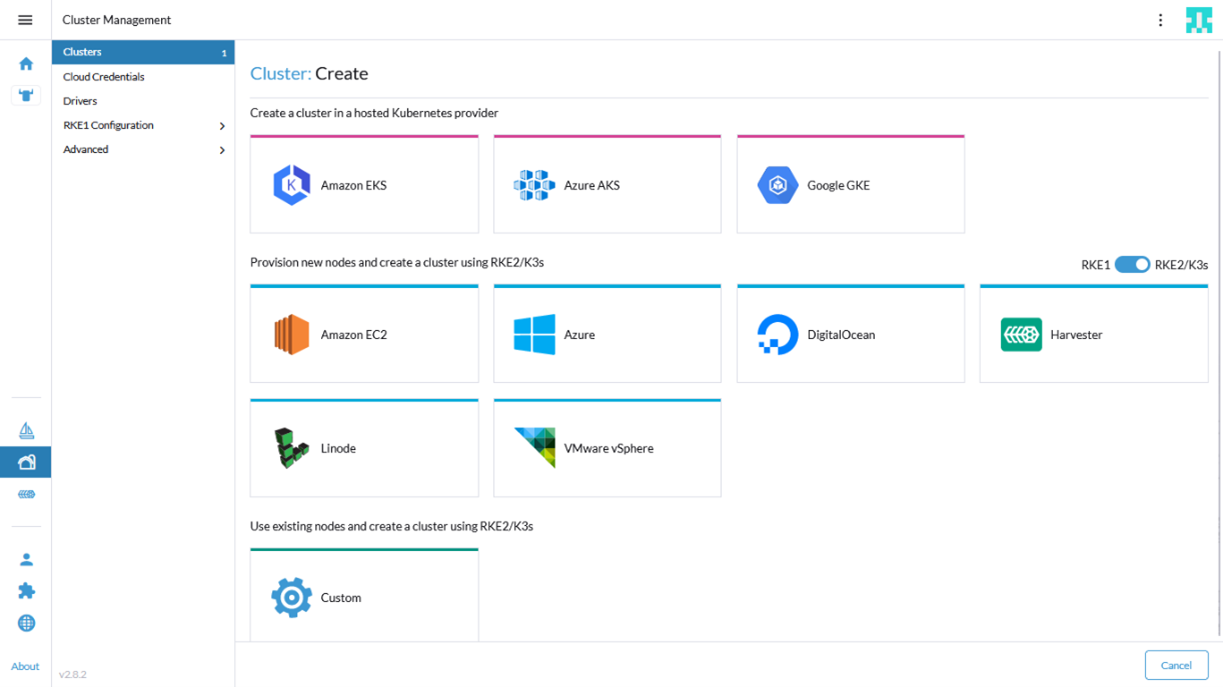 Cluster Management
Clusters 1
Cloud Credentials
Drivers
RKE1 Configuration
Advanced
Cluster: Create
Create a cluster in a hosted Kubernetes provider
K Amazon EKS
Azure AKS
Google GKE
Provision new nodes and create a cluster using RKE2/K3s
RKE1 RKE2/K3s
Amazon EC2
Azure
DigitalOcean
Harvester
Linode
VMware vSphere
Use existing nodes and create a cluster using RKE2/K3s
Custom
About
v2.8.2
Cancel